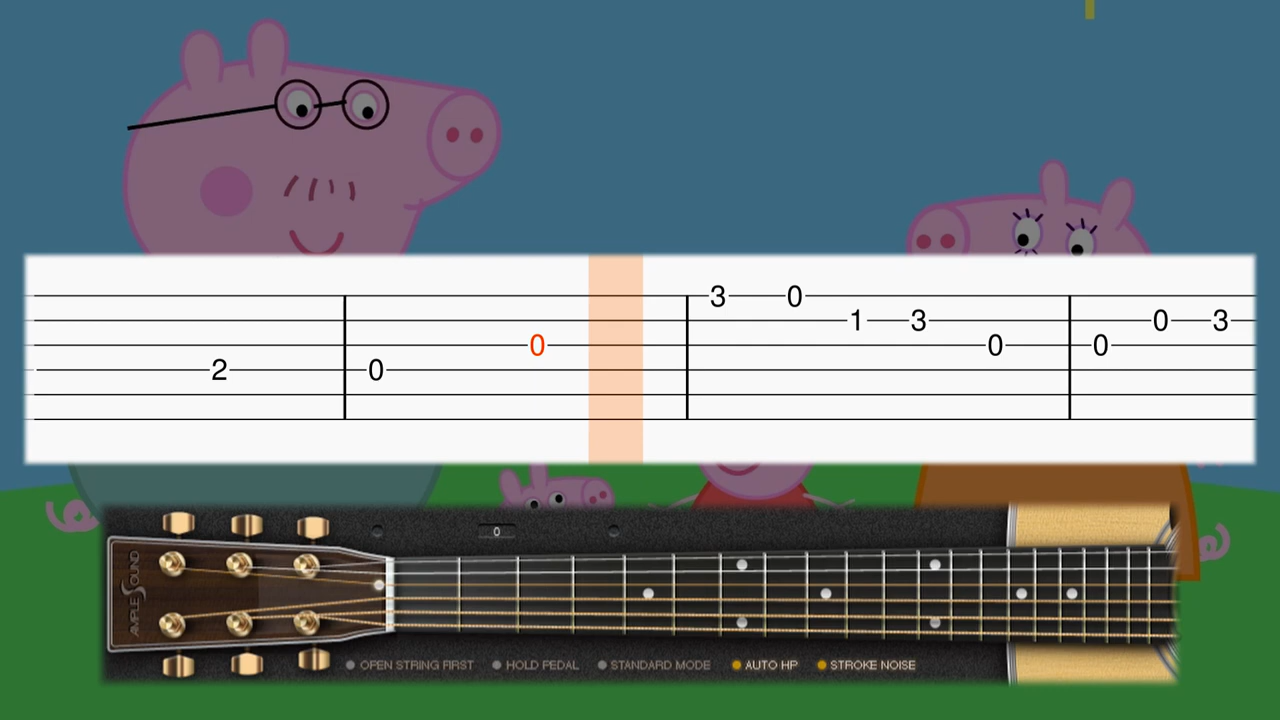 3 0
1 3 0 3
0 0 0
2 0
0
AMPLE SOUND
OPEN STRING FIRST HOLD PEDAL STANDARD MODE AUTO HP STROKE NOISE